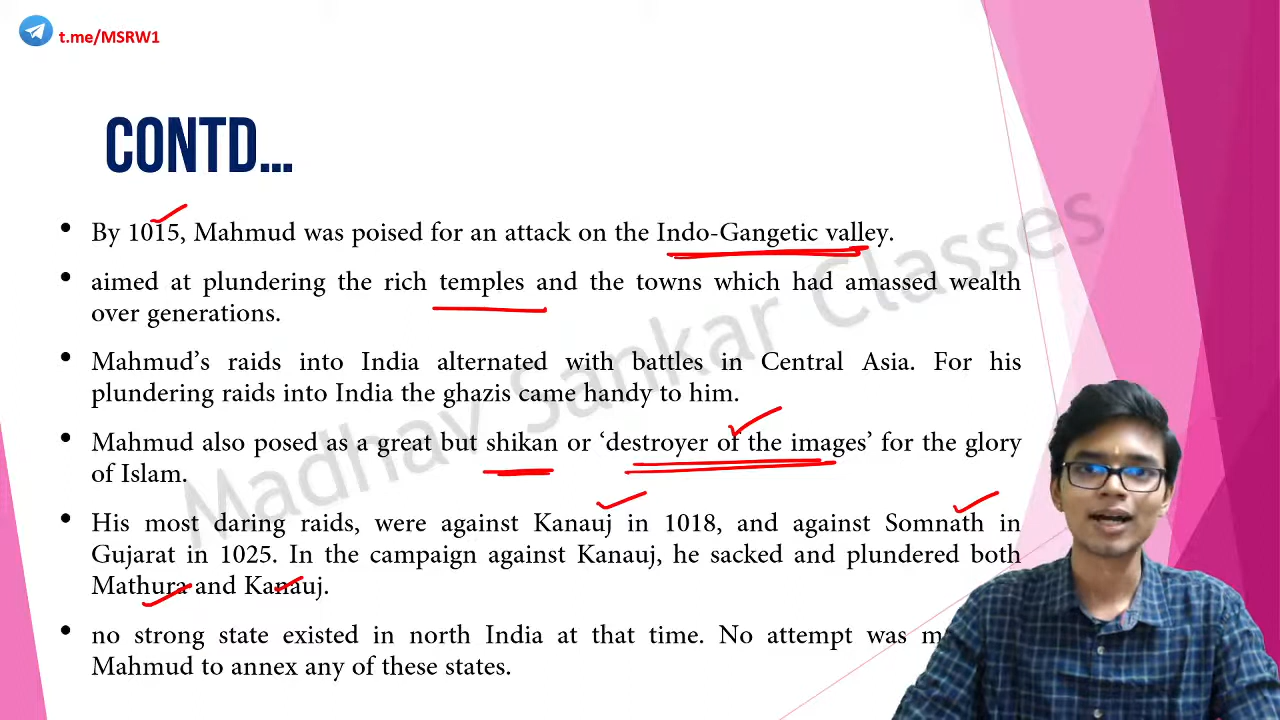 t.me/MSRW1
CONTD...
• By 1015, Mahmud was poised for an attack on the Indo-Gangetic valley.
• aimed at plundering the rich temples and the towns which had amassed wealth
over generations.
• Mahmud's raids into India alternated with battles in Central Asia. For his
plundering raids into India the ghazis came handy to him.
• Mahmud also posed as a great but shikan or 'destroyer of the images' for the glory
of Islam.
• His most daring raids, were against Kanauj in 1018, and against Somnath in
Gujarat in 1025. In the campaign against Kanauj, he sacked and plundered both
Mathura and Kanauj.
• no strong state existed in north India at that time. No attempt was
Mahmud to annex any of these states.
Madhav Sankar Classes